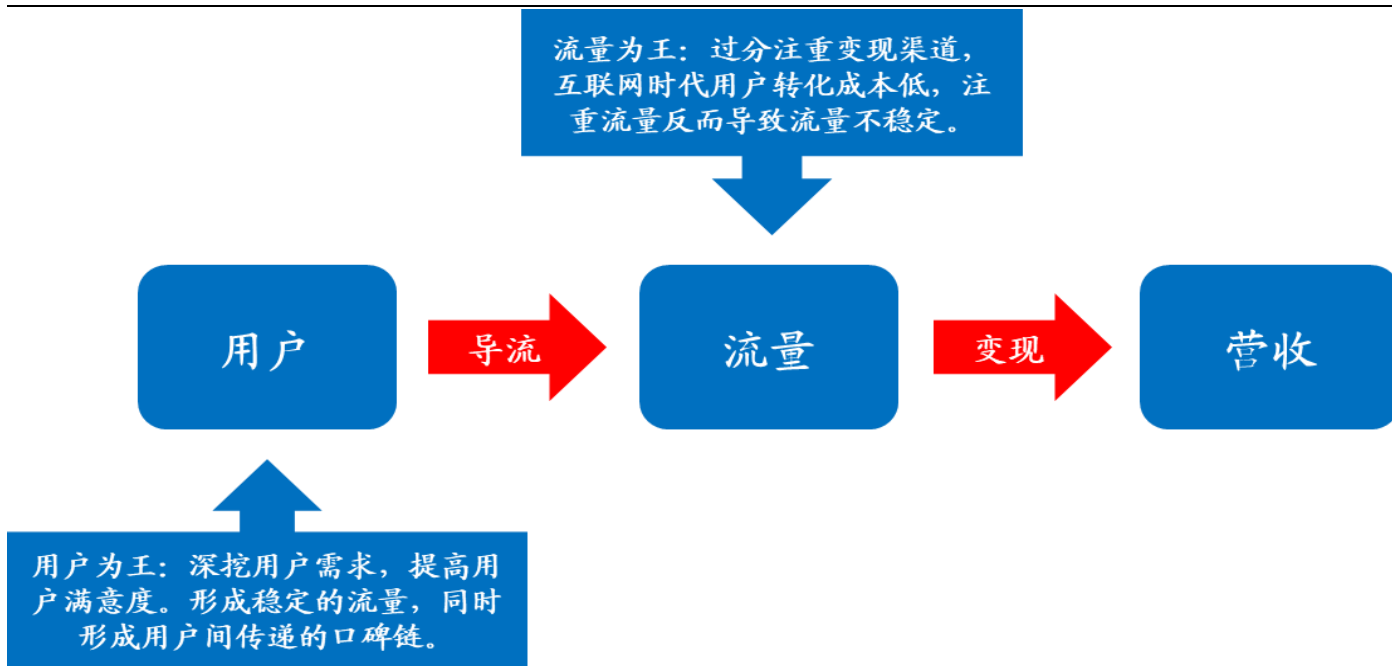 流量为王：过分注重变现渠道，
互联网时代用户转化成本低，注
重流量反而导致流量不稳定。
用户
导流
流量
变现
营收
用户为王：深挖用户需求，提高用
户满意度。形成稳定的流量，同时
形成用户间传递的口碑链。